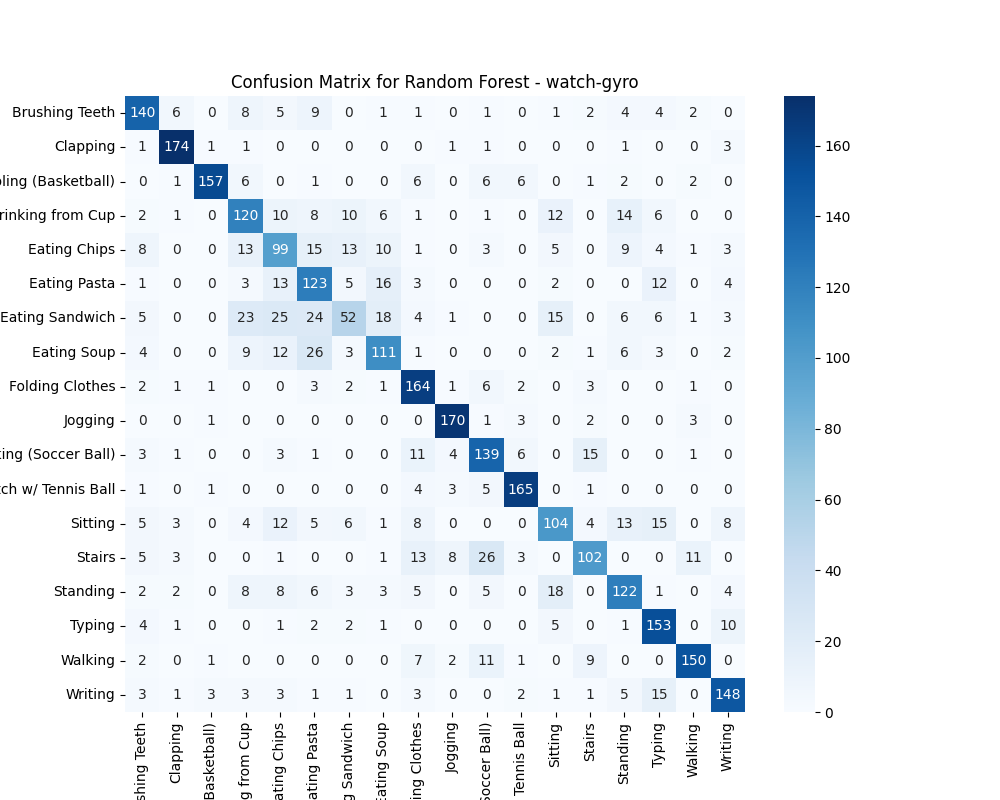 Confusion Matrix for Random Forest - watch-gyro
Brushing Teeth 140 6 0 8 5 9 0 1 1 0 1 0 1 2 4 4 2 0
Clapping 1 174 1 1 0 0 0 0 0 1 1 0 0 0 1 0 0 3
ling (Basketball) 0 1 157 6 0 1 0 0 6 0 6 6 0 1 2 0 2 0
rinking from Cup 2 1 0 120 10 8 10 6 1 0 1 0 12 0 14 6 0 0
Eating Chips 8 0 0 13 99 15 13 10 1 0 3 0 5 0 9 4 1 3
Eating Pasta 1 0 0 3 13 123 5 16 3 0 0 0 2 0 0 12 0 4
Eating Sandwich 5 0 0 23 25 24 52 18 4 1 0 0 15 0 6 6 1 3
Eating Soup 4 0 0 9 12 26 3 111 1 0 0 0 2 1 6 3 0 2
Folding Clothes 2 1 1 0 0 3 2 1 164 1 6 2 0 3 0 0 1 0
Jogging 0 0 1 0 0 0 0 0 0 170 1 3 0 2 0 0 3 0
king (Soccer Ball) 3 1 0 0 3 1 0 0 11 4 139 6 0 15 0 0 1 0
tch w/ Tennis Ball 1 0 1 0 0 0 0 0 4 3 5 165 0 1 0 0 0 0
Sitting 5 3 0 4 12 5 6 1 8 0 0 0 104 4 13 15 0 8
Stairs 5 3 0 0 1 0 0 1 13 8 26 3 0 102 0 0 11 0
Standing 2 2 0 8 8 6 3 3 5 0 5 0 18 0 122 1 0 4
Typing 4 1 0 0 1 2 2 1 0 0 0 0 5 0 1 153 0 10
Walking 2 0 1 0 0 0 0 0 7 2 11 1 0 9 0 0 150 0
Writing 3 1 3 3 3 1 1 0 3 0 0 2 1 1 5 15 0 148
shing Teeth
Clapping
Basketball)
g from Cup
ating Chips
ating Pasta
g Sandwich
Eating Soup
ing Clothes
Jogging
Soccer Ball)
Tennis Ball
Sitting
Stairs
Standing
Typing
Walking
Writing
160
140
120
100
80
60
40
20
0